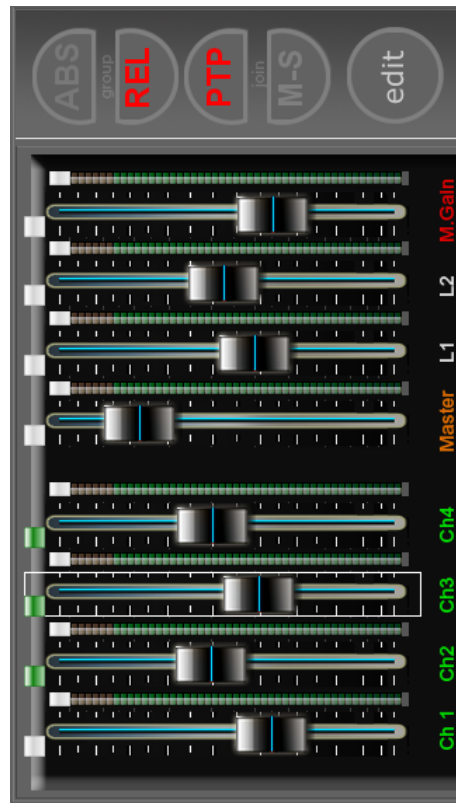 ABS
group
REL
PTP
join
M-S
edit
M.Gain
L2
L1
Master
Ch4
Ch3
Ch2
Ch 1